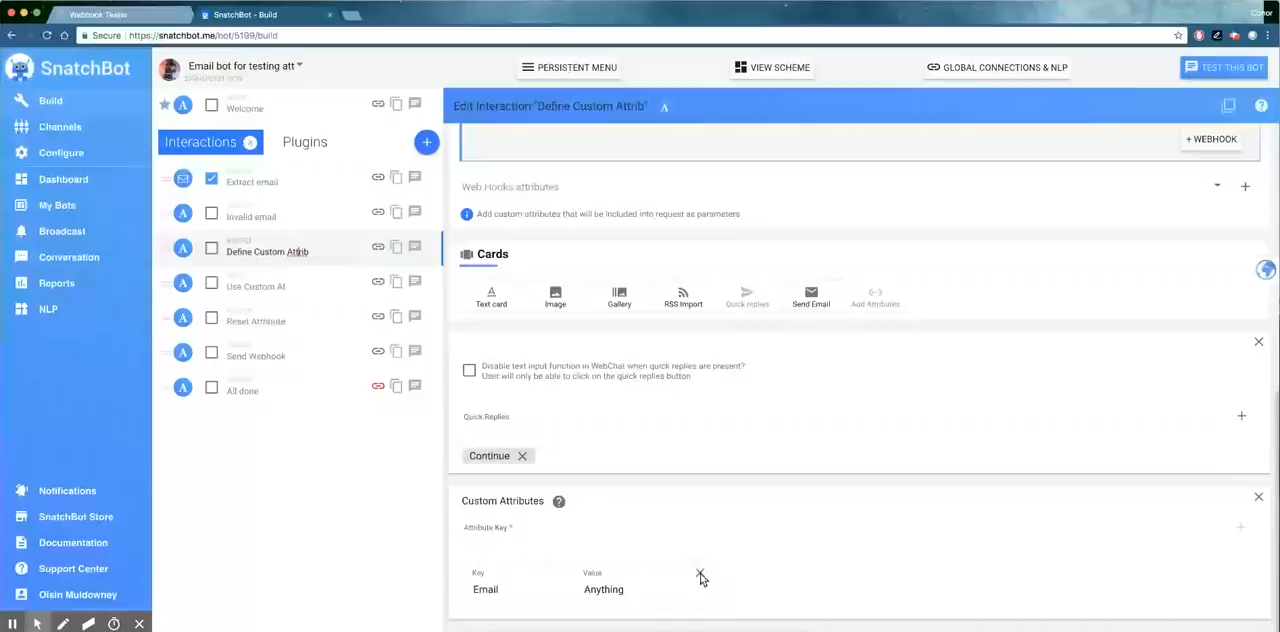 Webhook Tester
SnatchBot - Build
Conor
Secure
https://snatchbot.me/bot/5199/build
SnatchBot
Build
Channels
Configure
Dashboard
My Bots
Broadcast
Conversation
Reports
NLP
Notifications
SnatchBot Store
Documentation
Support Center
Oisin Muldowney
Email bot for testing att
PERSISTENT MENU
VIEW SCHEME
GLOBAL CONNECTIONS & NLP
TEST THIS BOT
Welcome
Interactions 8
Plugins
Extract email
Invalid email
Define Custom Attrib
Use Custom At
Reset Attribute
Send Webhook
All done
Edit Interaction:"Define Custom Attrib"
+ WEBHOOK
Web Hooks attributes
Add custom attributes that will be included into request as parameters.
Cards
Text card
Image
Gallery
RSS Import
Quick replies
Send Email
Add Attributes
Disable text input function in WebChat when quick replies are present?
User will only be able to click on the quick replies button
Quick Replies
Continue
Custom Attributes
Attribute Key *
Key
Value
Email
Anything